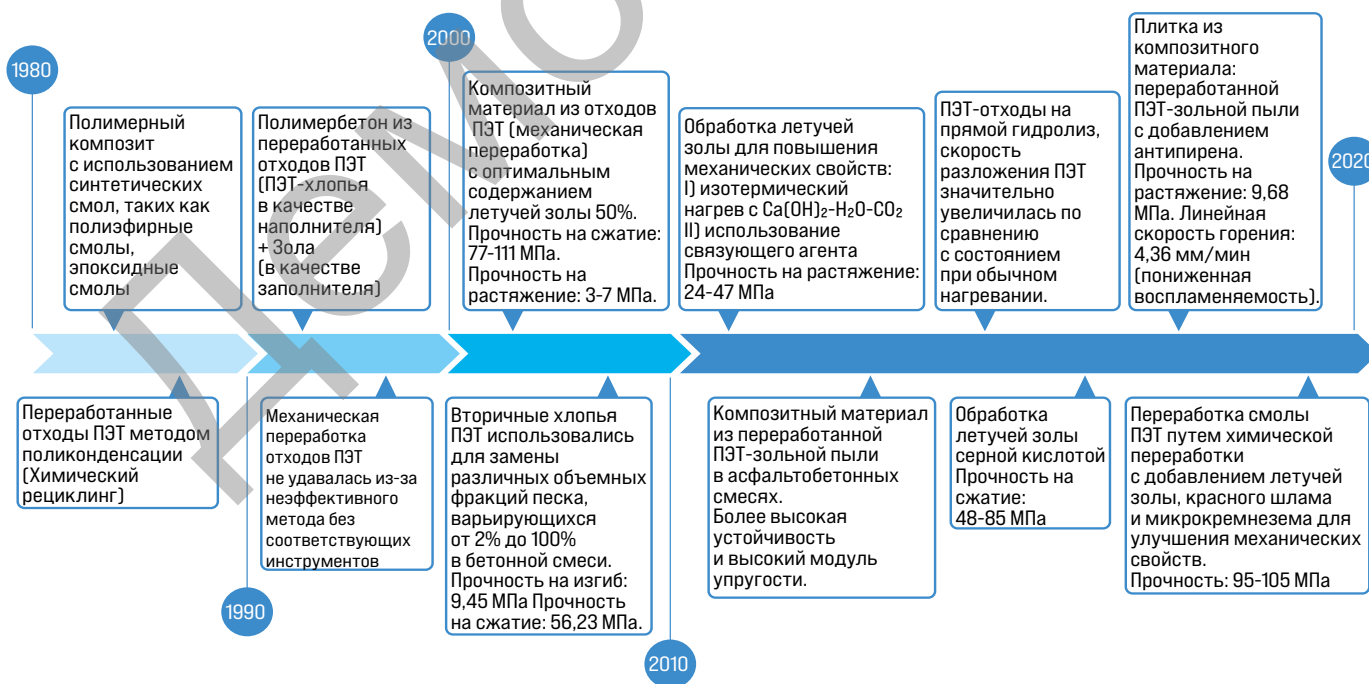 1980
Полимерный
композит
с использованием
синтетических
смол, таких как
полиэфирные
смолы,
эпоксидные
смолы
Полимербетон из
переработанных
отходов ПЭТ
(ПЭТ-хлопья
в качестве
наполнителя)
+ Зола
(в качестве
заполнителя)
2000
Композитный
материал из отходов
ПЭТ (механическая
переработка)
с оптимальным
содержанием
летучей золы 50%.
Прочность на сжатие:
77-111 МПа.
Прочность на
растяжение: 3-7 МПа.
Обработка летучей
золы для повышения
механических свойств:
I) изотермический
нагрев с Ca(OH)₂-H₂O-CO₂
II) использование
связующего агента
Прочность на растяжение:
24-47 МПа
ПЭТ-отходы на
прямой гидролиз,
скорость
разложения ПЭТ
значительно
увеличилась по
сравнению
с состоянием
при обычном
нагревании.
Плитка из
композитного
материала:
переработанной
ПЭТ-зольной пыли
с добавлением
антипирена.
Прочность на
растяжение: 9,68
МПа. Линейная
скорость горения:
4,36 мм/мин
(пониженная
воспламеняемость).
2020
Переработанные
отходы ПЭТ методом
поликонденсации
(Химический
рециклинг)
1990
Механическая
переработка
отходов ПЭТ
не удавалась из-за
неэффективного
метода без
соответствующих
инструментов
Вторичные хлопья
ПЭТ использовались
для замены
различных объемных
фракций песка,
варьирующихся
от 2% до 100%
в бетонной смеси.
Прочность на изгиб:
9,45 МПа Прочность
на сжатие: 56,23 МПа.
2010
Композитный материал
из переработанной
ПЭТ-зольной пыли
в асфальтобетонных
смесях.
Более высокая
устойчивость
и высокий модуль
упругости.
Обработка
летучей золы
серной кислотой
Прочность на
сжатие:
48-85 МПа
Переработка смолы
ПЭТ путем химической
переработки
с добавлением летучей
золы, красного шлама
и микрокремнезема для
улучшения механических
свойств.
Прочность: 95-105 МПа
Демо